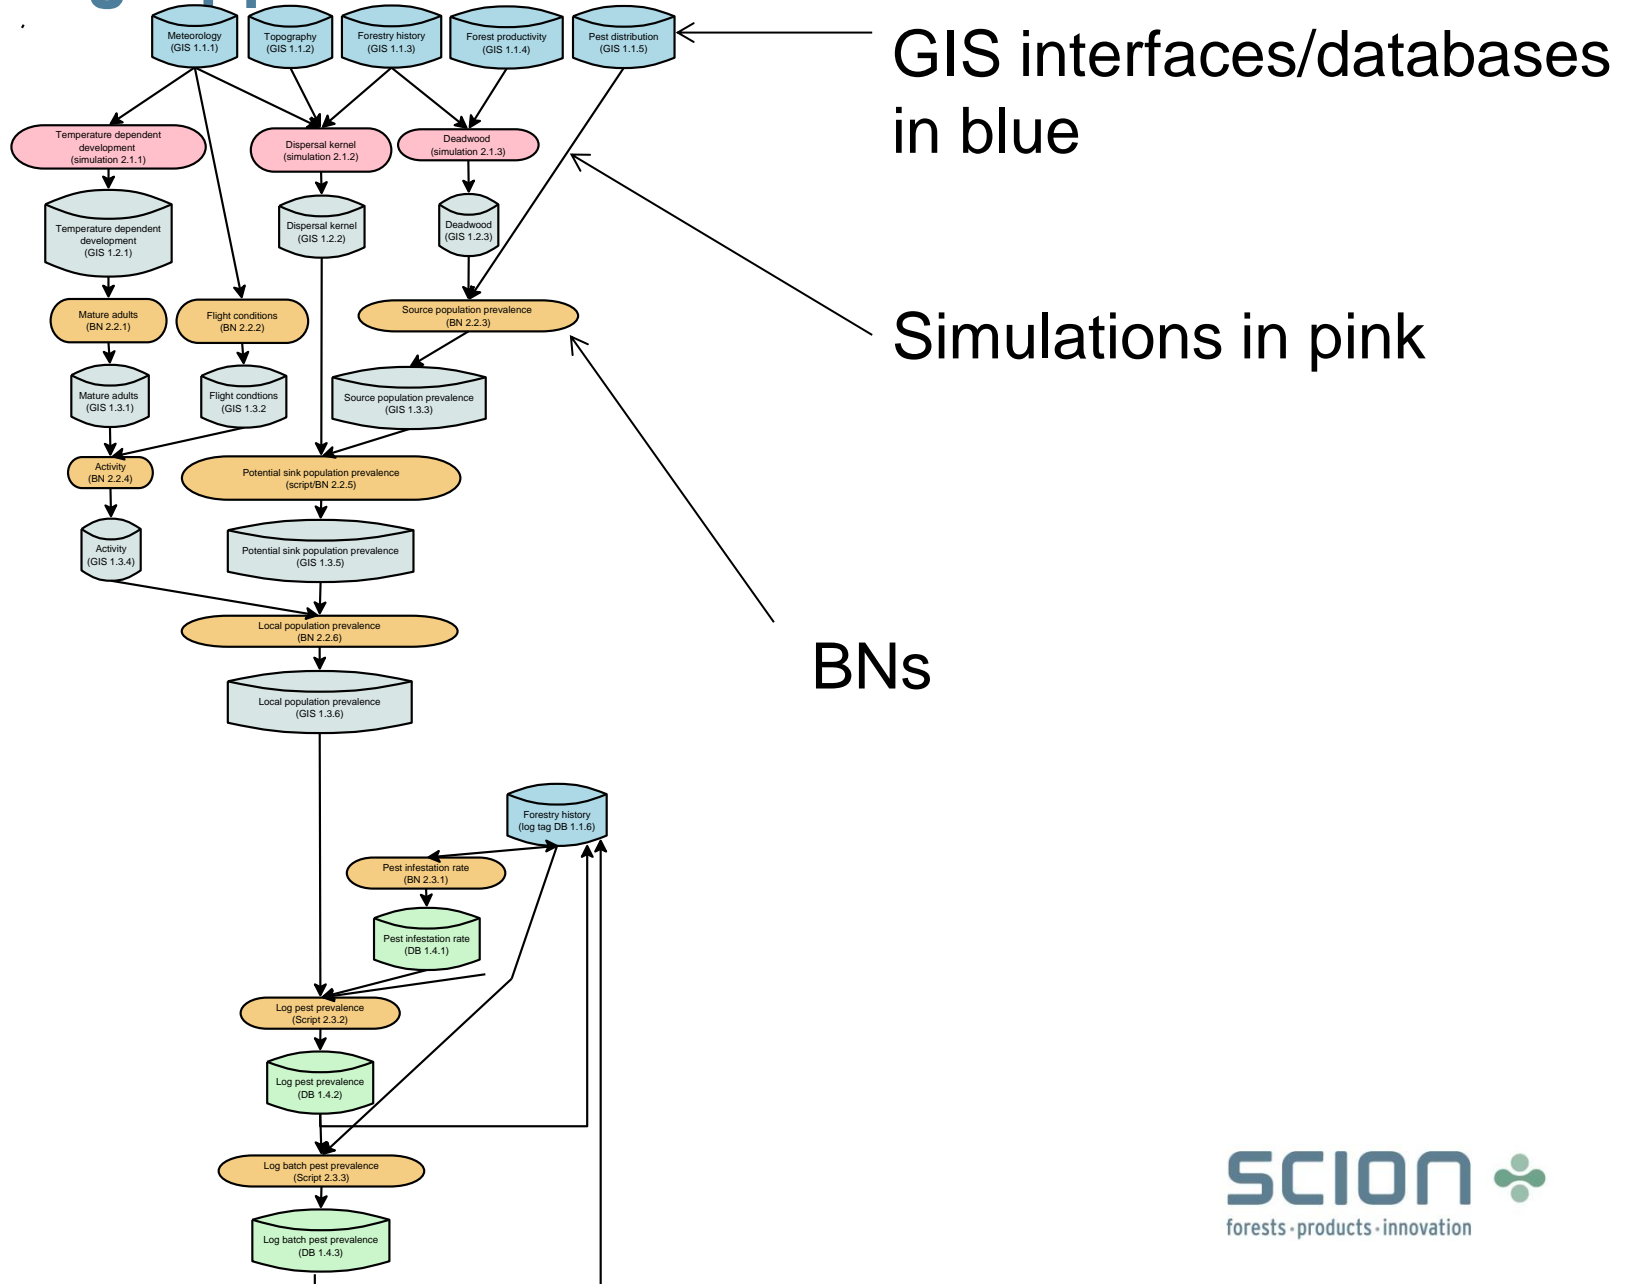 Meteorology
(GIS 1.1.1)
Topography
(GIS 1.1.2)
Forestry history
(GIS 1.1.3)
Forest productivity
(GIS 1.1.4)
Pest distribution
(GIS 1.1.5)
GIS interfaces/databases
in blue
Temperature dependent
development
(simulation 2.1.1)
Dispersal kernel
(simulation 2.1.2)
Deadwood
(simulation 2.1.3)
Temperature dependent
development
(GIS 1.2.1)
Dispersal kernel
(GIS 1.2.2)
Deadwood
(GIS 1.2.3)
Mature adults
(BN 2.2.1)
Flight conditions
(BN 2.2.2)
Source population prevalence
(BN 2.2.3)
Simulations in pink
Mature adults
(GIS 1.3.1)
Flight condtions
(GIS 1.3.2
Source population prevalence
(GIS 1.3.3)
Activity
(BN 2.2.4)
Potential sink population prevalence
(script/BN 2.2.5)
Activity
(GIS 1.3.4)
Potential sink population prevalence
(GIS 1.3.5)
Local population prevalence
(BN 2.2.6)
BNs
Local population prevalence
(GIS 1.3.6)
Forestry history
(log tag DB 1.1.6)
Pest infestation rate
(BN 2.3.1)
Pest infestation rate
(DB 1.4.1)
Log pest prevalence
(Script 2.3.2)
Log pest prevalence
(DB 1.4.2)
Log batch pest prevalence
(Script 2.3.3)
Log batch pest prevalence
(DB 1.4.3)
SCION
forests·products·innovation